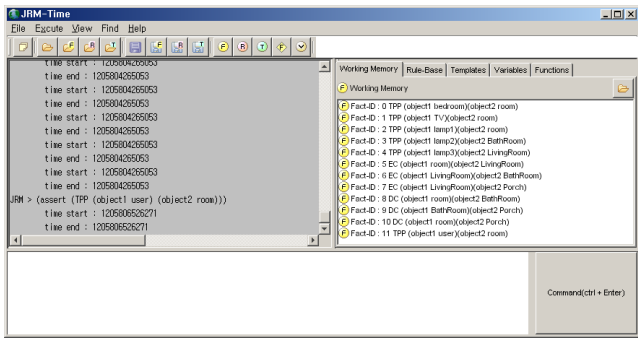 JRM-Time
File Excute View Find Help
time start : 1205804265053
time end : 1205804265053
time start : 1205804265053
time end : 1205804265053
time start : 1205804265053
time end : 1205804265053
time start : 1205804265053
time end : 1205804265053
time start : 1205804265053
time end : 1205804265053
JRM > (assert (TPP (object1 user) (object2 room)))
time start : 1205806526271
time end : 1205806526271
Working Memory Rule-Base Templates Variables Functions
F Working Memory
F Fact-ID : 0 TPP (object1 bedroom)(object2 room)
F Fact-ID : 1 TPP (object1 TV)(object2 room)
F Fact-ID : 2 TPP (object1 lamp1)(object2 room)
F Fact-ID : 3 TPP (object1 lamp2)(object2 BathRoom)
F Fact-ID : 4 TPP (object1 lamp3)(object2 LivingRoom)
F Fact-ID : 5 EC (object1 room)(object2 LivingRoom)
F Fact-ID : 6 EC (object1 LivingRoom)(object2 BathRoom)
F Fact-ID : 7 EC (object1 LivingRoom)(object2 Porch)
F Fact-ID : 8 DC (object1 room)(object2 BathRoom)
F Fact-ID : 9 DC (object1 BathRoom)(object2 Porch)
F Fact-ID : 10 DC (object1 room)(object2 Porch)
F Fact-ID : 11 TPP (object1 user)(object2 room)
Command(ctrl + Enter)